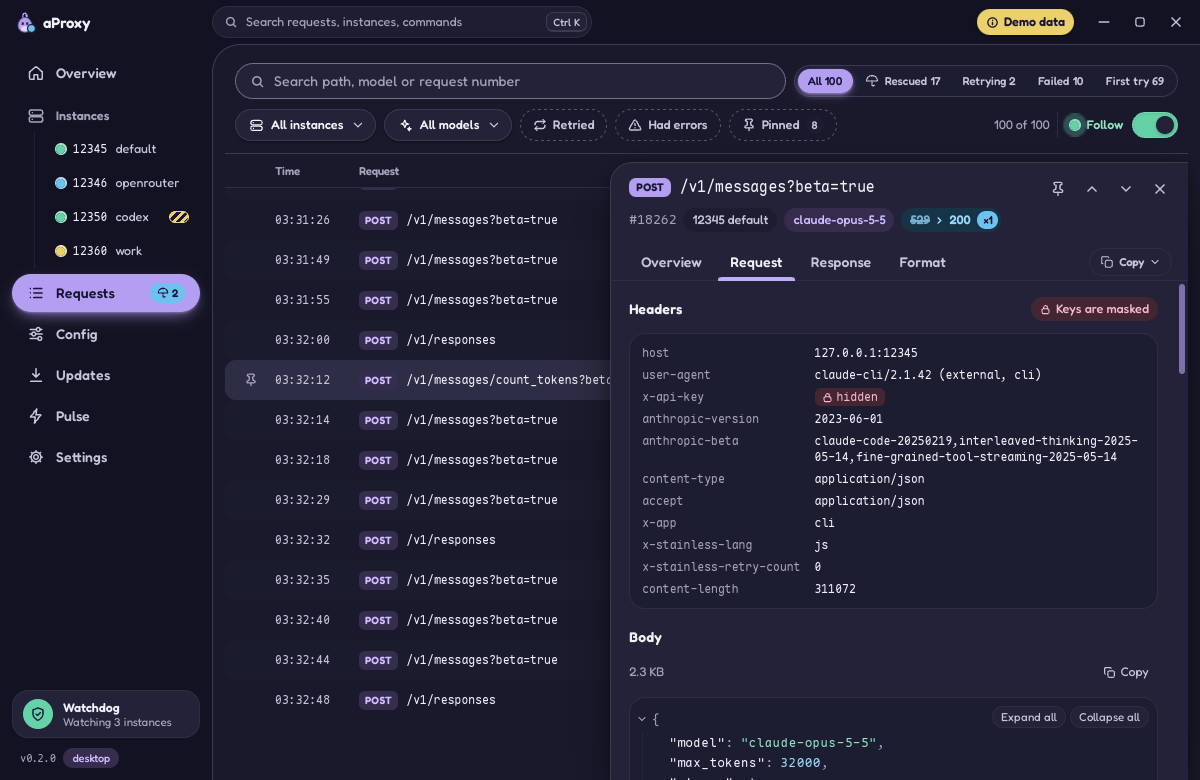 aProxy
Search requests, instances, commands
Ctrl K
Demo data
Overview
Instances
12345 default
12346 openrouter
12350 codex
12360 work
Requests
2
Config
Updates
Pulse
Settings
Watchdog
Watching 3 instances
v0.2.0 desktop
Search path, model or request number
All 100
Rescued 17
Retrying 2
Failed 10
First try 69
All instances
All models
Retried
Had errors
Pinned 8
100 of 100
Follow
Time Request
03:31:26 POST /v1/messages?beta=true
03:31:49 POST /v1/messages?beta=true
03:31:55 POST /v1/messages?beta=true
03:32:00 POST /v1/responses
03:32:12 POST /v1/messages/count_tokens?beta
03:32:14 POST /v1/messages?beta=true
03:32:18 POST /v1/messages?beta=true
03:32:29 POST /v1/messages?beta=true
03:32:32 POST /v1/responses
03:32:35 POST /v1/messages?beta=true
03:32:40 POST /v1/messages?beta=true
03:32:44 POST /v1/messages?beta=true
03:32:48 POST /v1/responses
POST /v1/messages?beta=true
#18262 12345 default claude-opus-5-5 529 > 200 x1
Overview Request Response Format
Copy
Headers
Keys are masked
host 127.0.0.1:12345
user-agent claude-cli/2.1.42 (external, cli)
x-api-key hidden
anthropic-version 2023-06-01
anthropic-beta claude-code-20250219,interleaved-thinking-2025-
05-14,fine-grained-tool-streaming-2025-05-14
content-type application/json
accept application/json
x-app cli
x-stainless-lang js
x-stainless-retry-count 0
content-length 311072
Body
2.3 KB
Copy
{
Expand all
Collapse all
"model": "claude-opus-5-5",
"max_tokens": 32000,